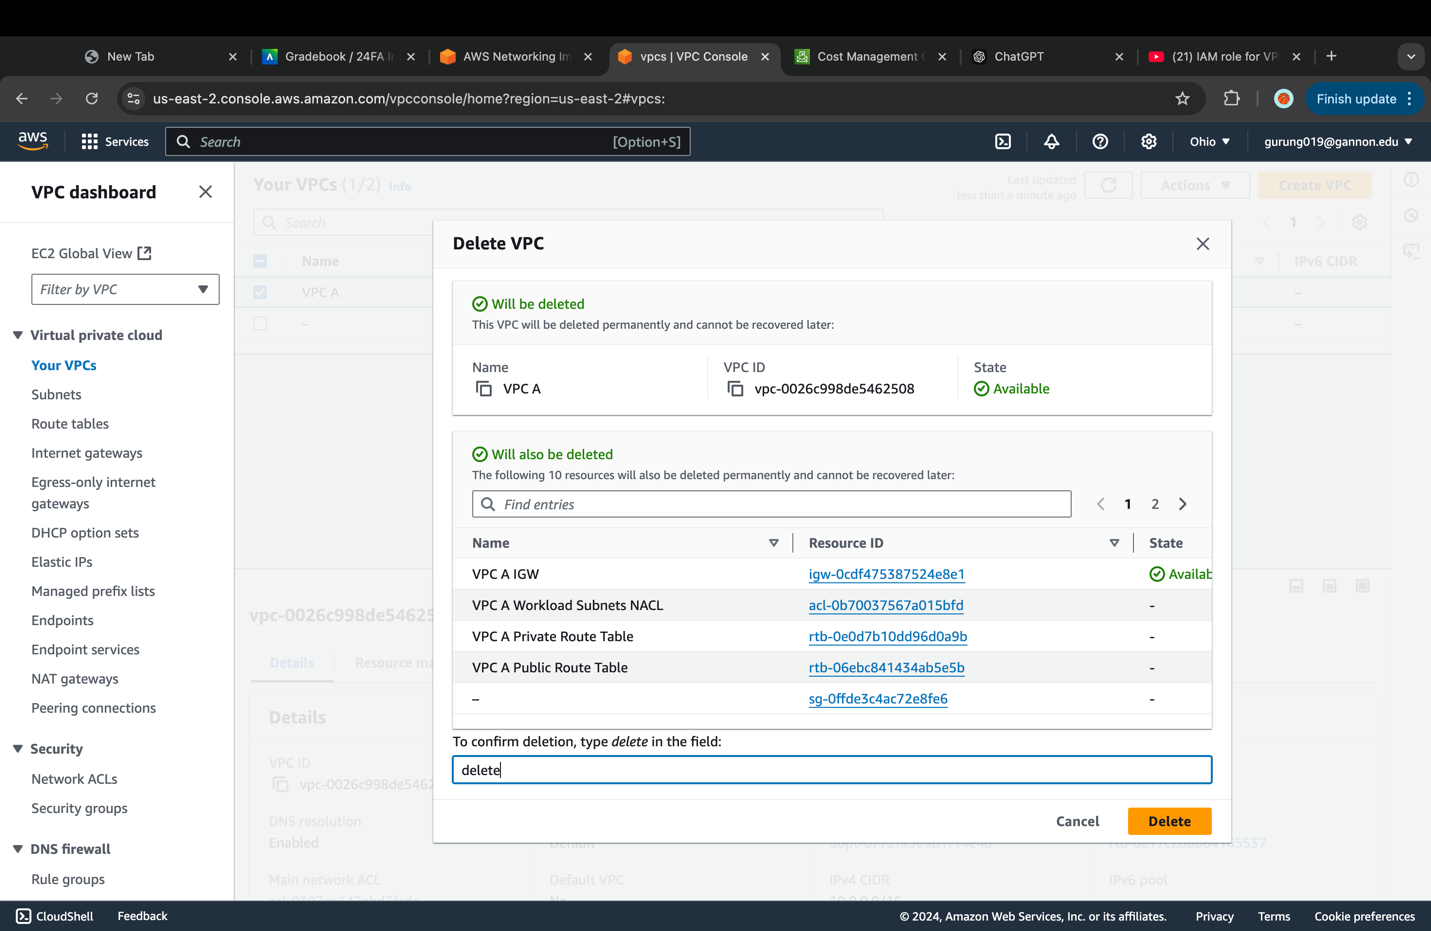 New Tab
Gradebook / 24FA I
AWS Networking Im
vpcs | VPC Console
Cost Management
ChatGPT
(21) IAM role for VP
us-east-2.console.aws.amazon.com/vpcconsole/home?region=us-east-2#vpcs:
Finish update
aws
Services
Search
[Option+S]
Ohio
gurung019@gannon.edu
VPC dashboard
Your VPCs (1/2) Info
Last updated
less than a minute ago
Actions
Create VPC
Search
1
EC2 Global View
Filter by VPC
Name
IPv6 CIDR
VPC A
–
–
–
Virtual private cloud
Your VPCs
Subnets
Route tables
Internet gateways
Egress-only internet
gateways
DHCP option sets
Elastic IPs
Managed prefix lists
Endpoints
Endpoint services
NAT gateways
Peering connections
Security
Network ACLs
Security groups
DNS firewall
Rule groups
Delete VPC
Will be deleted
This VPC will be deleted permanently and cannot be recovered later:
Name
VPC ID
State
VPC A
vpc-0026c998de5462508
Available
Will also be deleted
The following 10 resources will also be deleted permanently and cannot be recovered later:
Find entries
1
2
Name
Resource ID
State
VPC A IGW
igw-0cdf475387524e8e1
Availab
VPC A Workload Subnets NACL
acl-0b70037567a015bfd
-
VPC A Private Route Table
rtb-0e0d7b10dd96d0a9b
-
VPC A Public Route Table
rtb-06ebc841434ab5e5b
-
–
sg-0ffde3c4ac72e8fe6
-
To confirm deletion, type delete in the field:
delete
Cancel
Delete
vpc-0026c998de5462
Details
Resource ma
Details
VPC ID
vpc-0026c998de5462
DNS resolution
Enabled
Default
Main network ACL
Default VPC
IPv4 CIDR
IPv6 pool
No
CloudShell
Feedback
© 2024, Amazon Web Services, Inc. or its affiliates.
Privacy
Terms
Cookie preferences